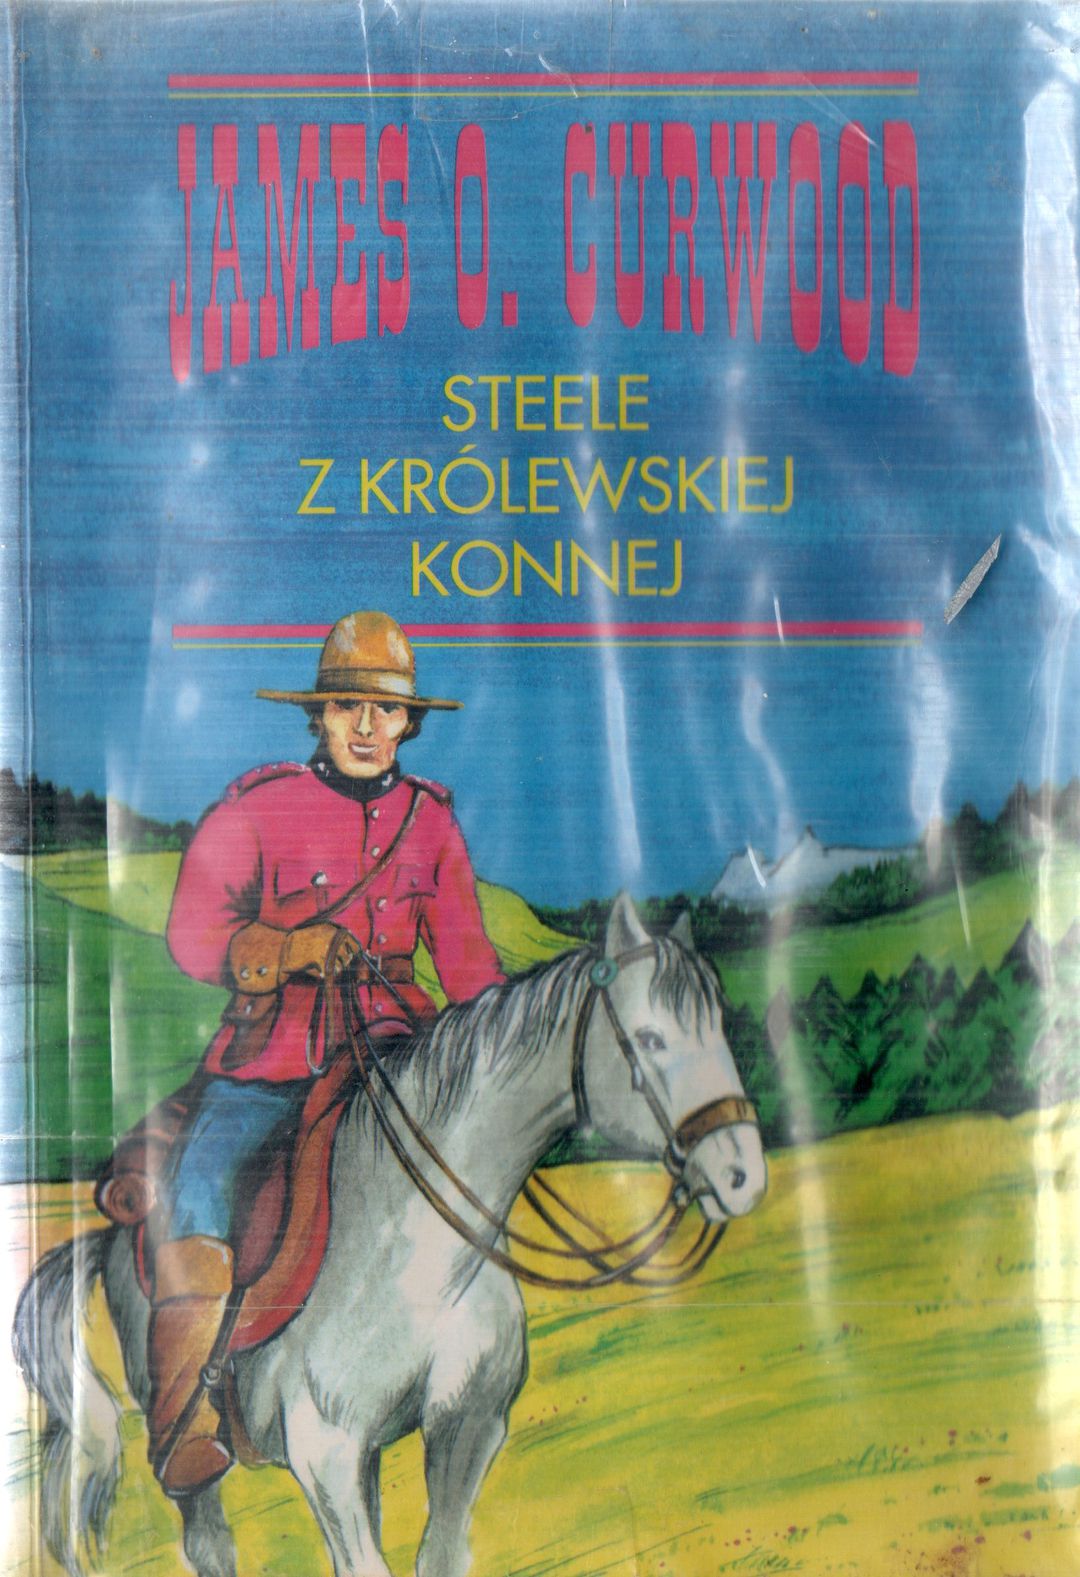 JAMES O. CURWOOD
STEELE
Z KRÓLEWSKIEJ
KONNEJ